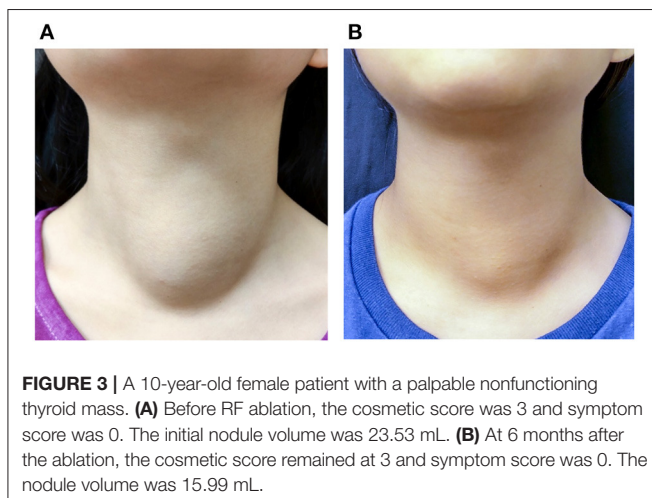 A
B
FIGURE 3 | A 10-year-old female patient with a palpable nonfunctioning
thyroid mass. (A) Before RF ablation, the cosmetic score was 3 and symptom
score was 0. The initial nodule volume was 23.53 mL. (B) At 6 months after
the ablation, the cosmetic score remained at 3 and symptom score was 0. The
nodule volume was 15.99 mL.